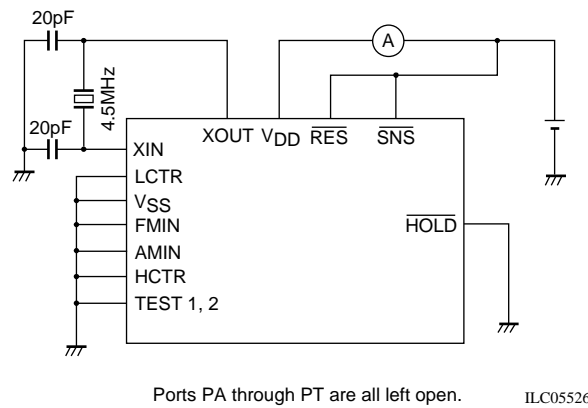 20pF
A
4.5MHz
20pF
XOUT VDD RES SNS
XIN
LCTR
VSS
FMIN
HOLD
AMIN
HCTR
TEST 1, 2
Ports PA through PT are all left open.
ILC05526